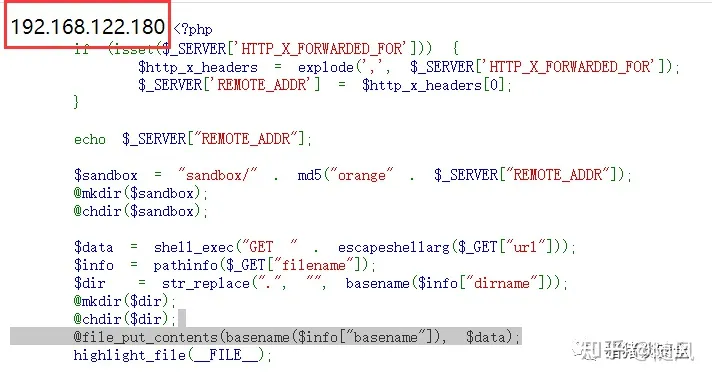 192.168.122.180 <?php
if (isset($_SERVER['HTTP_X_FORWARDED_FOR'])) {
$http_x_headers = explode(',', $_SERVER['HTTP_X_FORWARDED_FOR']);
$_SERVER['REMOTE_ADDR'] = $http_x_headers[0];
}
echo $_SERVER["REMOTE_ADDR"];
$sandbox = "sandbox/" . md5("orange" . $_SERVER["REMOTE_ADDR"]);
@mkdir($sandbox);
@chdir($sandbox);
$data = shell_exec("GET " . escapeshellarg($_GET["url"]));
$info = pathinfo($_GET["filename"]);
$dir = str_replace(".", "", basename($info["dirname"]));
@mkdir($dir);
@chdir($dir);
@file_put_contents(basename($info["basename"]), $data);
highlight_file(__FILE__);
知乎